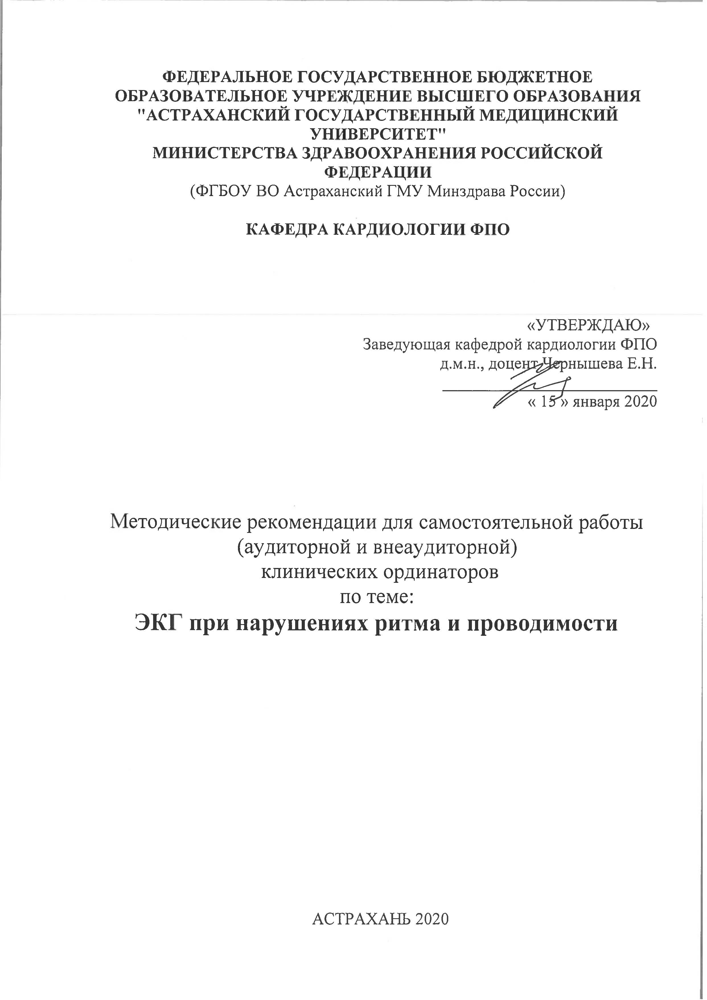 ФЕДЕРАЛЬНОЕ ГОСУДАРСТВЕННОЕ БЮДЖЕТНОЕ
ОБРАЗОВАТЕЛЬНОЕ УЧРЕЖДЕНИЕ ВЫСШЕГО ОБРАЗОВАНИЯ
"АСТРАХАНСКИЙ ГОСУДАРСТВЕННЫЙ МЕДИЦИНСКИЙ
УНИВЕРСИТЕТ"
МИНИСТЕРСТВА ЗДРАВООХРАНЕНИЯ РОССИЙСКОЙ
ФЕДЕРАЦИИ
(ФГБОУ ВО Астраханский ГМУ Минздрава России)
КАФЕДРА КАРДИОЛОГИИ ФПО
«УТВЕРЖДАЮ»
Заведующая кафедрой кардиологии ФПО
д.м.н., доцент Чернышева Е.Н.
« 15 » января 2020
Методические рекомендации для самостоятельной работы
(аудиторной и внеаудиторной)
клинических ординаторов
по теме:
ЭКГ при нарушениях ритма и проводимости
АСТРАХАНЬ 2020